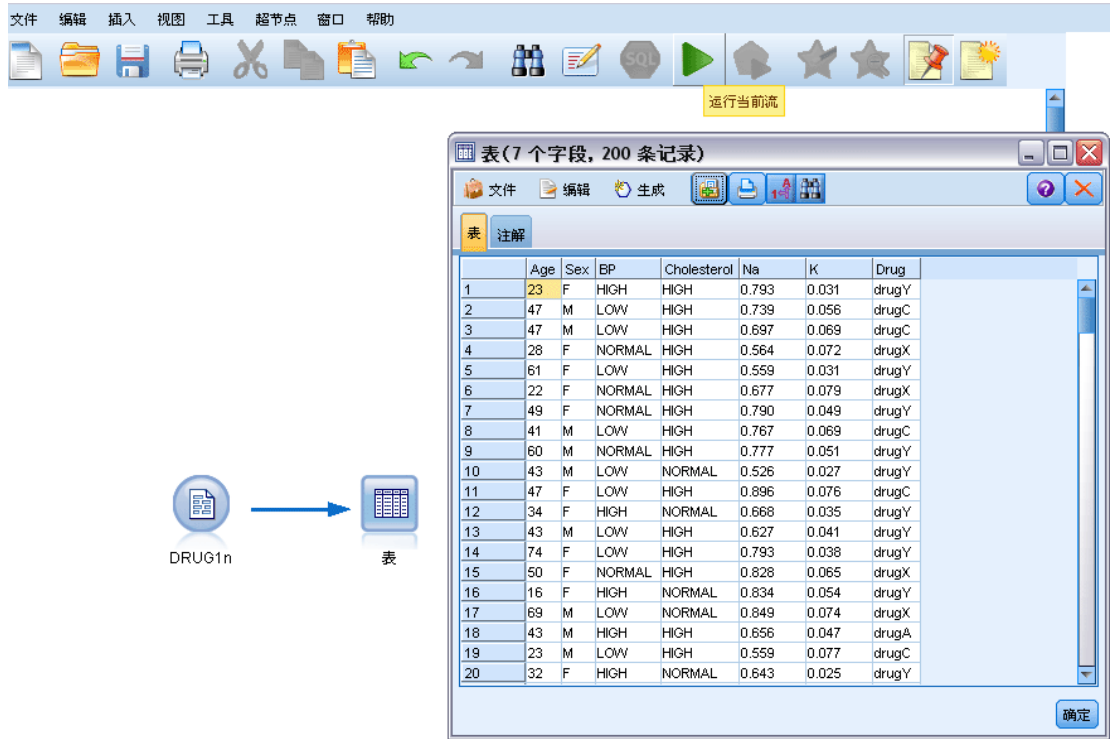 文件 编辑 插入 视图 工具 超节点 窗口 帮助
SQL
运行当前流
表(7 个字段, 200 条记录)
文件 编辑 生成
表 注解
Age Sex BP Cholesterol Na K Drug
1 23 F HIGH HIGH 0.793 0.031 drugY
2 47 M LOW HIGH 0.739 0.056 drugC
3 47 M LOW HIGH 0.697 0.069 drugC
4 28 F NORMAL HIGH 0.564 0.072 drugX
5 61 F LOW HIGH 0.559 0.031 drugY
6 22 F NORMAL HIGH 0.677 0.079 drugX
7 49 F NORMAL HIGH 0.790 0.049 drugY
8 41 M LOW HIGH 0.767 0.069 drugC
9 60 M NORMAL HIGH 0.777 0.051 drugY
10 43 M LOW NORMAL 0.526 0.027 drugY
11 47 F LOW HIGH 0.896 0.076 drugC
12 34 F HIGH NORMAL 0.668 0.035 drugY
13 43 M LOW HIGH 0.627 0.041 drugY
14 74 F LOW HIGH 0.793 0.038 drugY
15 50 F NORMAL HIGH 0.828 0.065 drugX
16 16 F HIGH NORMAL 0.834 0.054 drugY
17 69 M LOW NORMAL 0.849 0.074 drugX
18 43 M HIGH HIGH 0.656 0.047 drugA
19 23 M LOW HIGH 0.559 0.077 drugC
20 32 F HIGH NORMAL 0.643 0.025 drugY
DRUG1n
表
确定